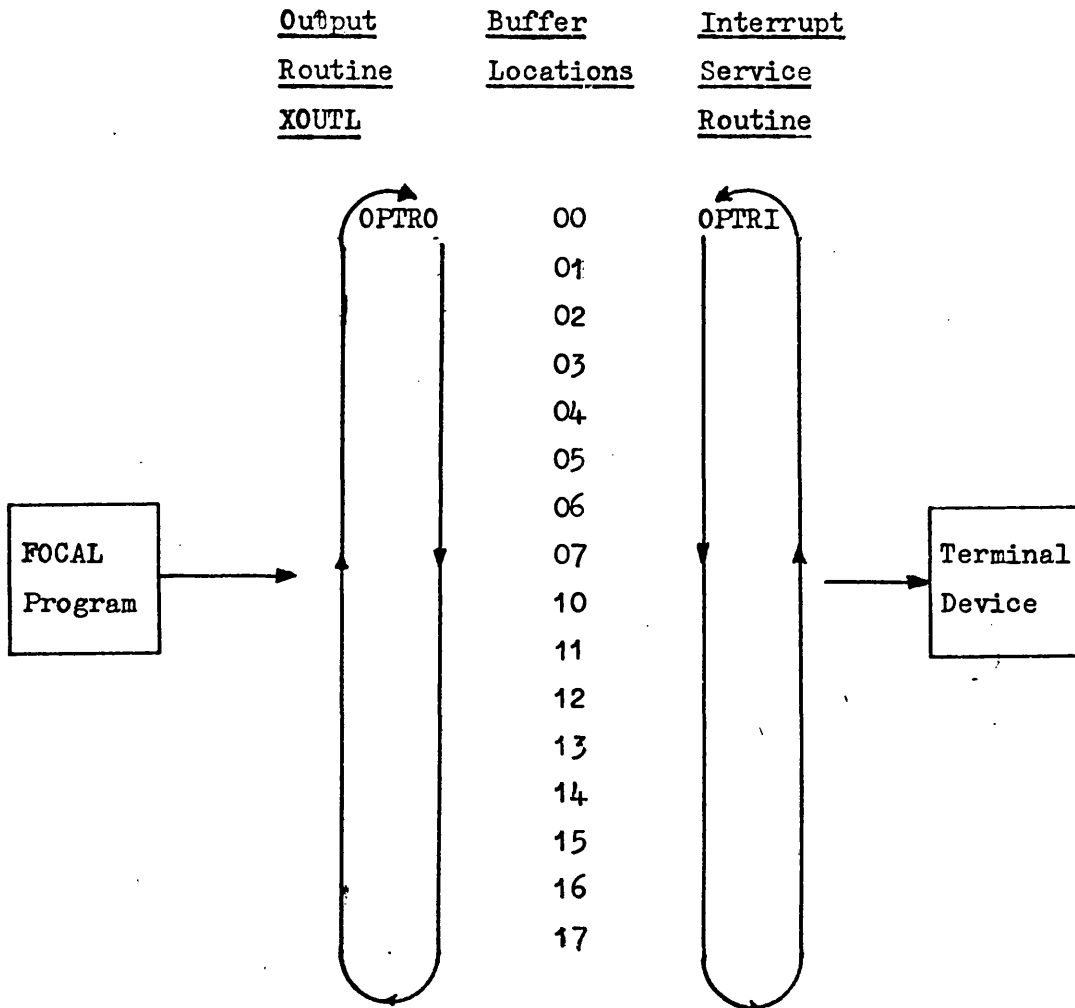 Output Buffer Interrupt
Routine Locations Service
XOUTL Routine
OPTRO 00 OPTRI
01
02
03
04
05
06
FOCAL 07 Terminal
Program 10 Device
11
12
13
14
15
16
17